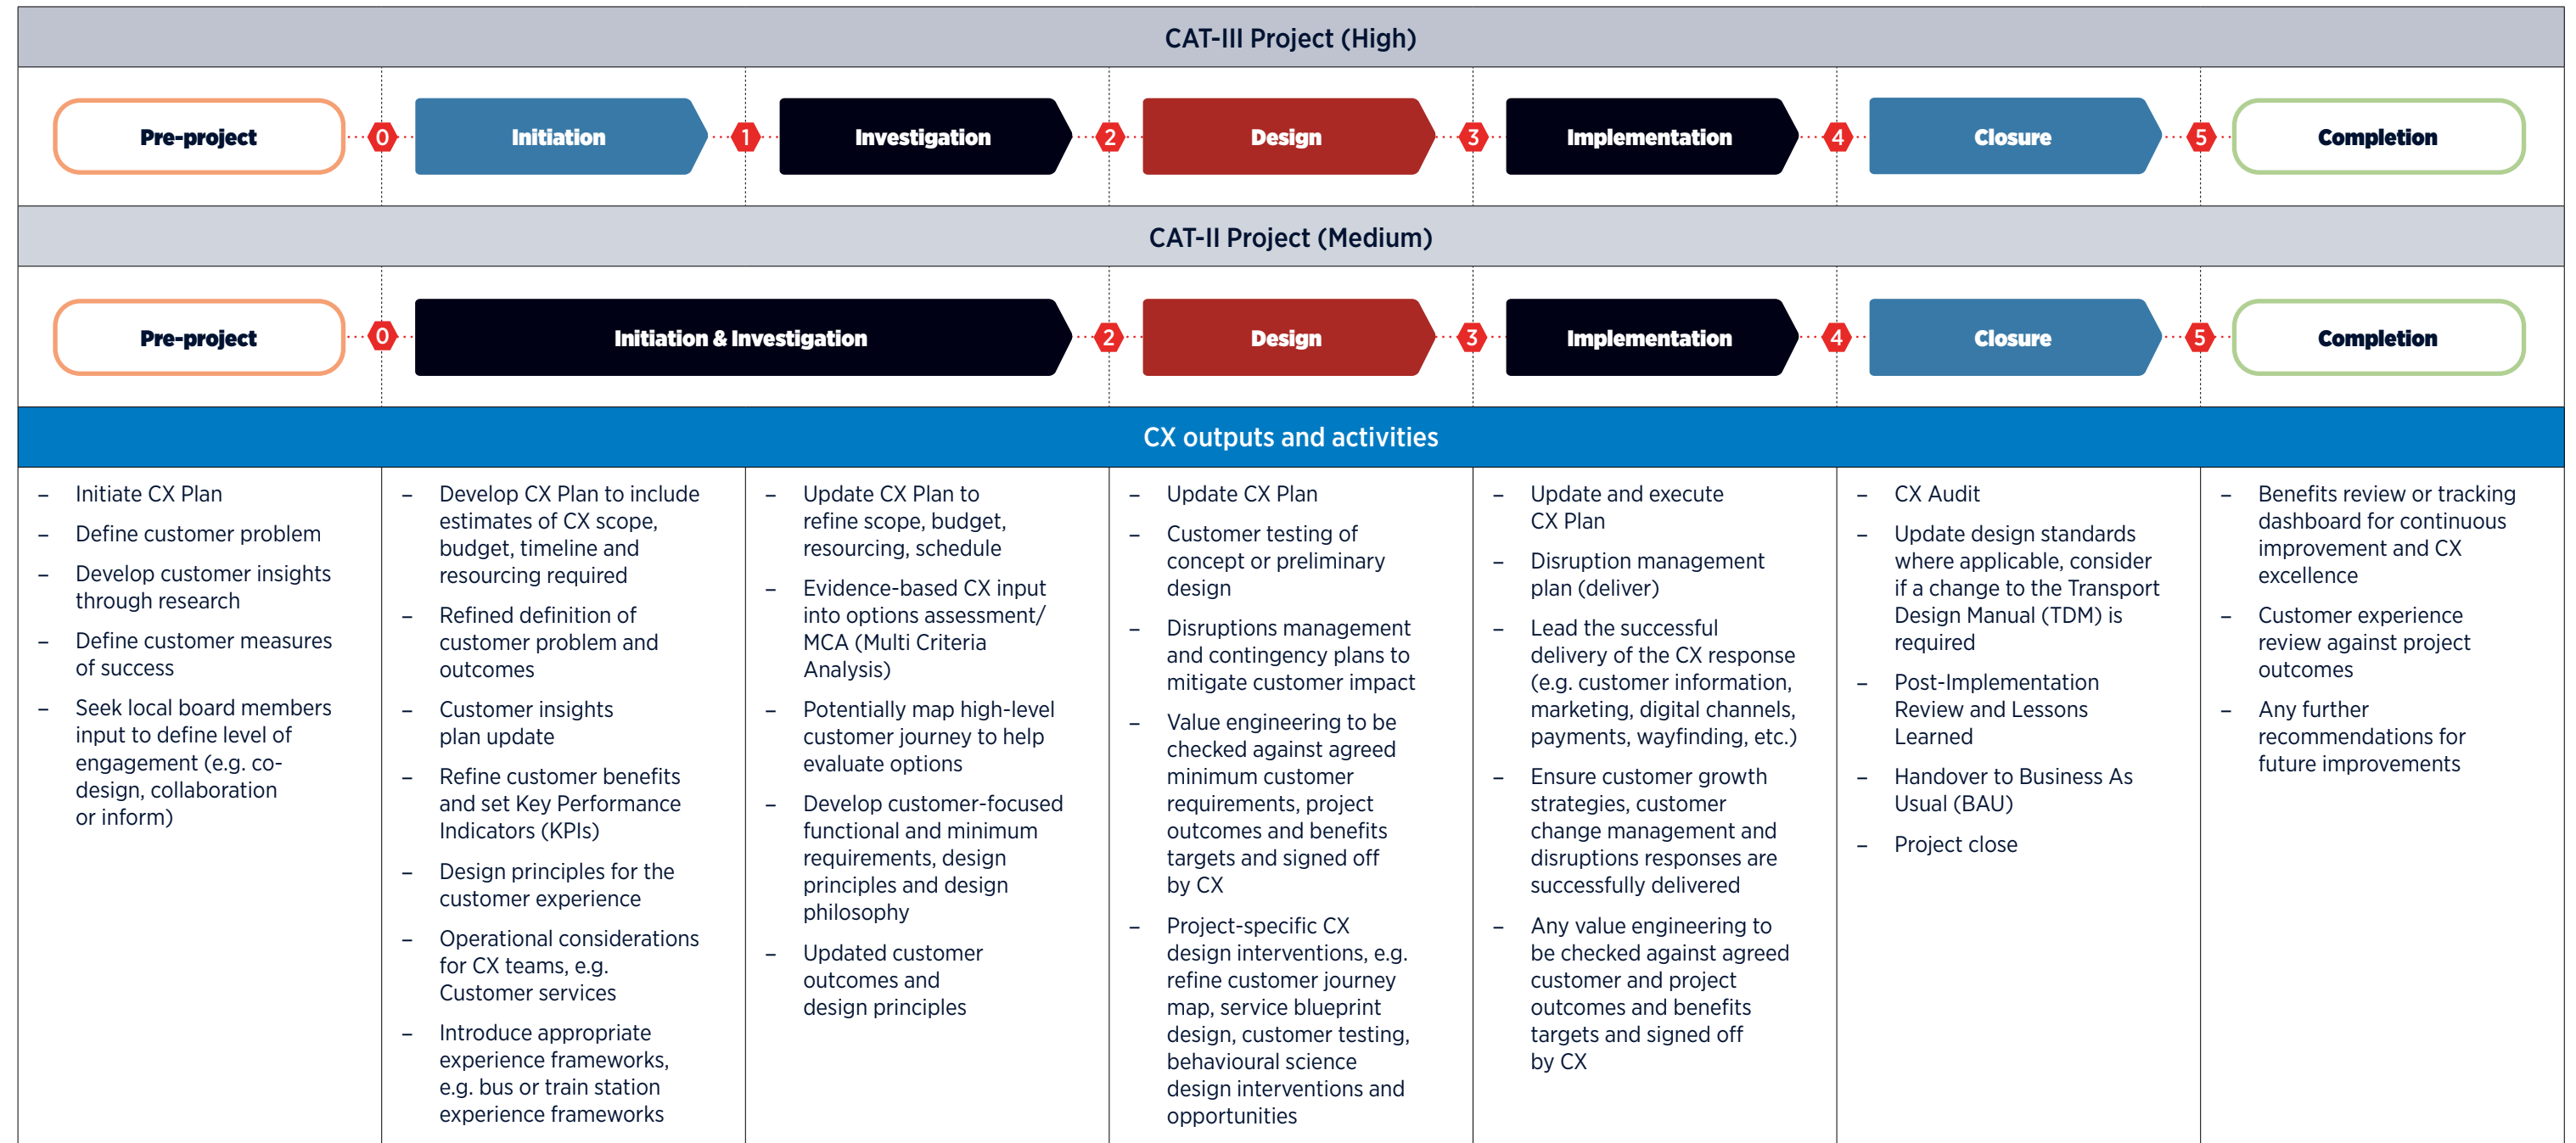 CAT-III Project (High)
Pre-project
0
Initiation
1
Investigation
2
Design
3
Implementation
4
Closure
5
Completion
CAT-II Project (Medium)
Pre-project
0
Initiation & Investigation
2
Design
3
Implementation
4
Closure
5
Completion
CX outputs and activities
– Initiate CX Plan
– Define customer problem
– Develop customer insights
through research
– Define customer measures
of success
– Seek local board members
input to define level of
engagement (e.g. co-
design, collaboration
or inform)
– Develop CX Plan to include
estimates of CX scope,
budget, timeline and
resourcing required
– Refined definition of
customer problem and
outcomes
– Customer insights
plan update
– Refine customer benefits
and set Key Performance
Indicators (KPIs)
– Design principles for the
customer experience
– Operational considerations
for CX teams, e.g.
Customer services
– Introduce appropriate
experience frameworks,
e.g. bus or train station
experience frameworks
– Update CX Plan to
refine scope, budget,
resourcing, schedule
– Evidence-based CX input
into options assessment/
MCA (Multi Criteria
Analysis)
– Potentially map high-level
customer journey to help
evaluate options
– Develop customer-focused
functional and minimum
requirements, design
principles and design
philosophy
– Updated customer
outcomes and
design principles
– Update CX Plan
– Customer testing of
concept or preliminary
design
– Disruptions management
and contingency plans to
mitigate customer impact
– Value engineering to be
checked against agreed
minimum customer
requirements, project
outcomes and benefits
targets and signed off
by CX
– Project-specific CX
design interventions, e.g.
refine customer journey
map, service blueprint
design, customer testing,
behavioural science
design interventions and
opportunities
– Update and execute
CX Plan
– Disruption management
plan (deliver)
– Lead the successful
delivery of the CX response
(e.g. customer information,
marketing, digital channels,
payments, wayfinding, etc.)
– Ensure customer growth
strategies, customer
change management and
disruptions responses are
successfully delivered
– Any value engineering to
be checked against agreed
customer and project
outcomes and benefits
targets and signed off
by CX
– CX Audit
– Update design standards
where applicable, consider
if a change to the Transport
Design Manual (TDM) is
required
– Post-Implementation
Review and Lessons
Learned
– Handover to Business As
Usual (BAU)
– Project close
– Benefits review or tracking
dashboard for continuous
improvement and CX
excellence
– Customer experience
review against project
outcomes
– Any further
recommendations for
future improvements